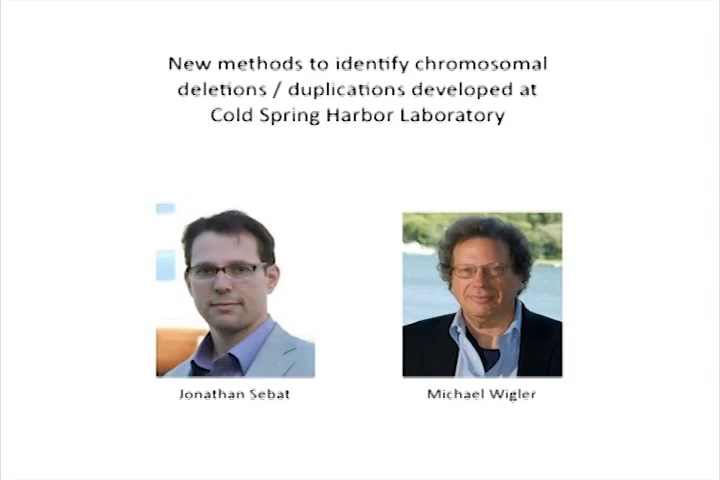 New methods to identify chromosomal
deletions / duplications developed at
Cold Spring Harbor Laboratory
Jonathan Sebat
Michael Wigler